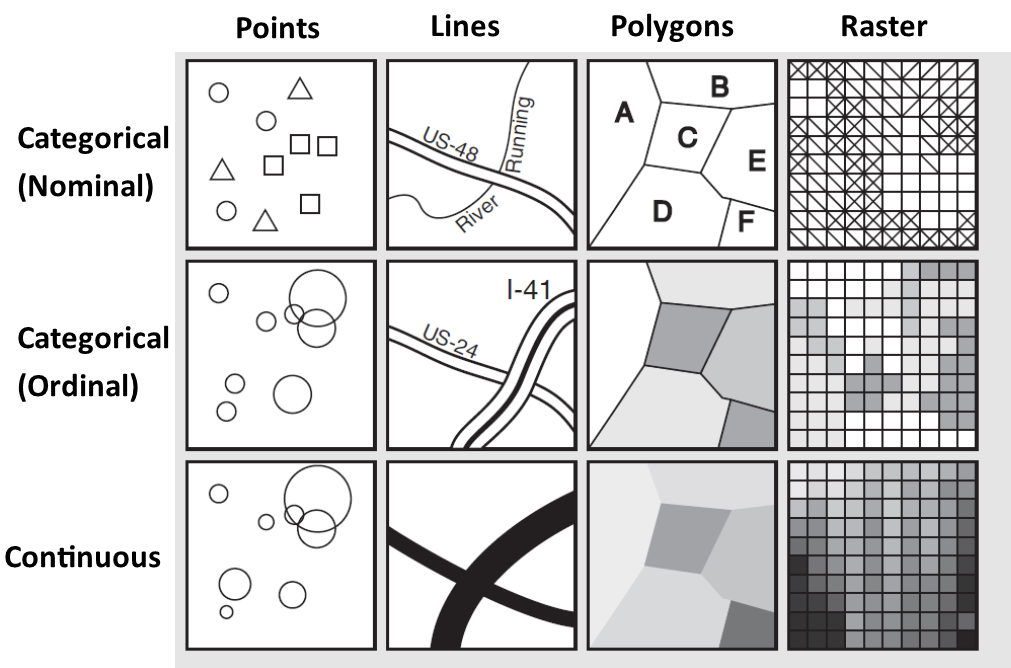 Points Lines Polygons Raster
Categorical
(Nominal)
US-48
Running
River
A
B
C
E
D
F
Categorical
(Ordinal)
I-41
US-24
Continuous